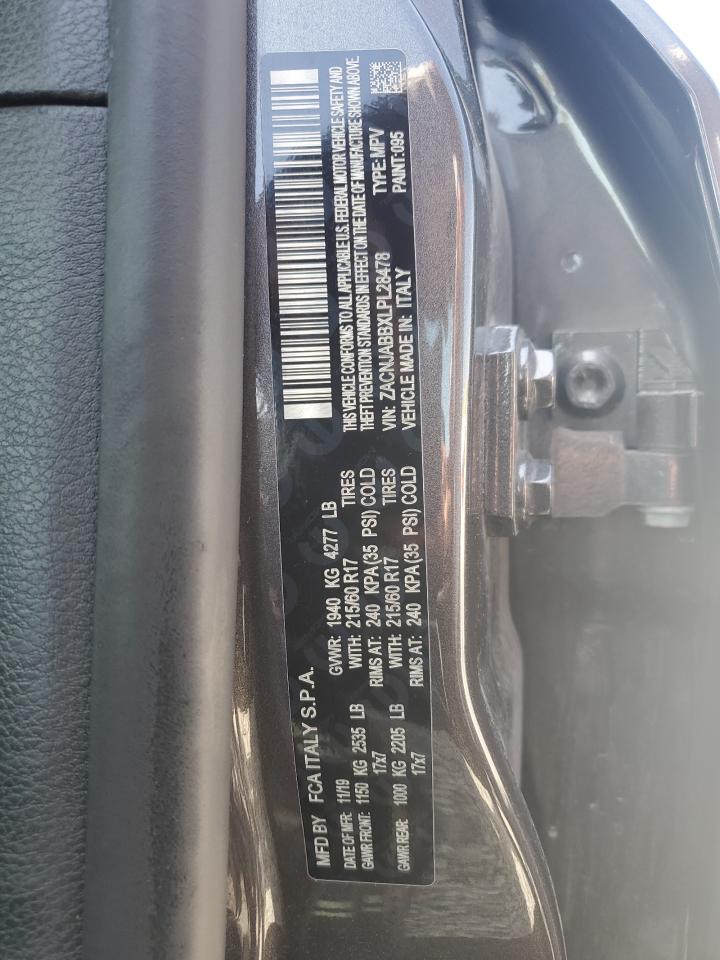 MFD BY FCA ITALY S.P.A.
DATE OF MFR: 11/19 GVWR: 1940 KG 4277 LB
GAWR FRONT: 1150 KG 2535 LB WITH: 215/60 R17 TIRES
17x7 RIMS AT: 240 KPA(35 PSI) COLD
GAWR REAR: 1000 KG 2205 LB WITH: 215/60 R17 TIRES
17x7 RIMS AT: 240 KPA(35 PSI) COLD
THIS VEHICLE CONFORMS TO ALL APPLICABLE U.S. FEDERAL MOTOR VEHICLE SAFETY AND
THEFT PREVENTION STANDARDS IN EFFECT ON THE DATE OF MANUFACTURE SHOWN ABOVE
VIN: ZACNJABBXLPL28478 TYPE: MPV
VEHICLE MADE IN: ITALY PAINT: 095